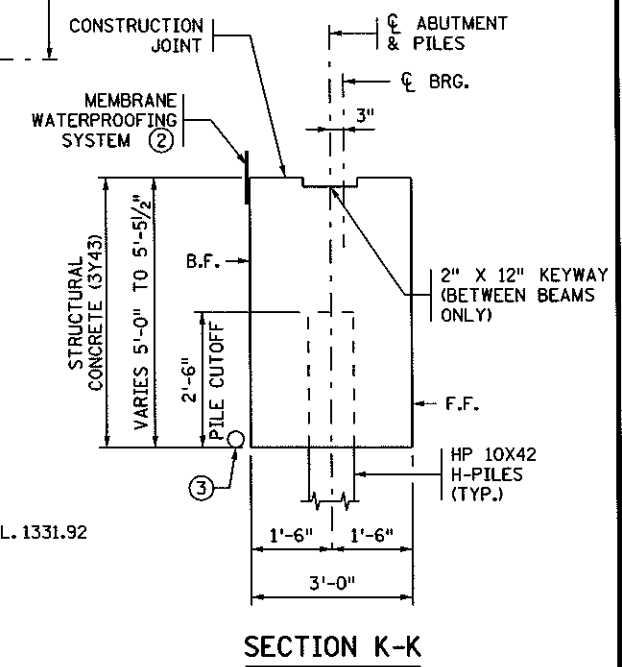 CONSTRUCTION
JOINT
℄ ABUTMENT
& PILES
℄ BRG.
MEMBRANE
WATERPROOFING
SYSTEM ②
3"
STRUCTURAL
CONCRETE (3Y43)
VARIES 5'-0" TO 5'-5 1/2"
B.F.
2'-6"
PILE CUTOFF
2" X 12" KEYWAY
(BETWEEN BEAMS
ONLY)
F.F.
③
HP 10X42
H-PILES
(TYP.)
L. 1331.92
1'-6"
1'-6"
3'-0"
SECTION K-K